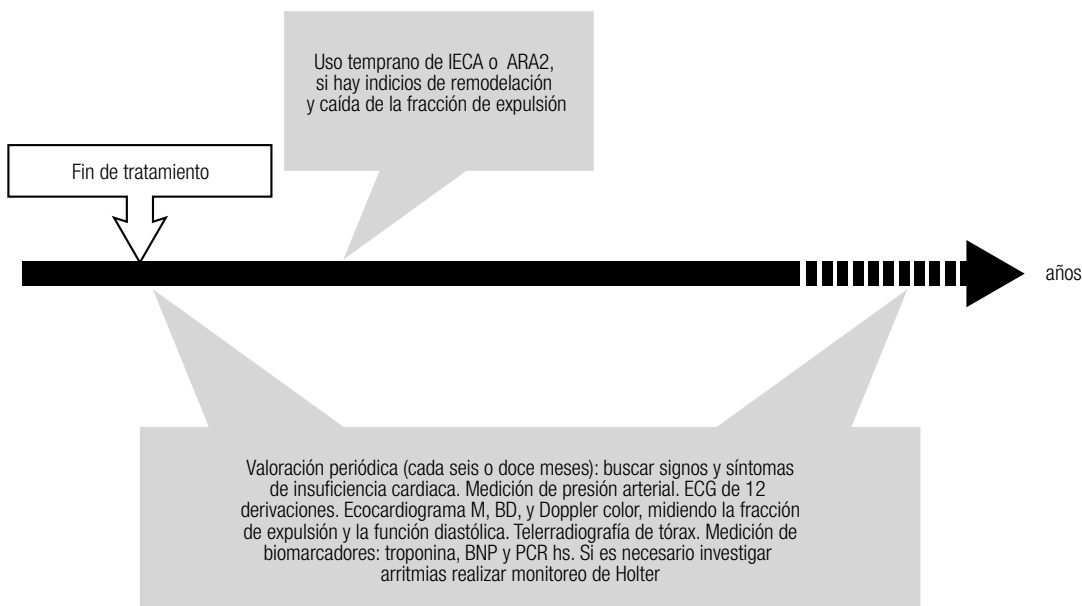 Uso temprano de IECA o ARA2,
si hay indicios de remodelación
y caída de la fracción de expulsión
Fin de tratamiento
años
Valoración periódica (cada seis o doce meses): buscar signos y síntomas
de insuficiencia cardiaca. Medición de presión arterial. ECG de 12
derivaciones. Ecocardiograma M, BD, y Doppler color, midiendo la fracción
de expulsión y la función diastólica. Telerradiografía de tórax. Medición de
biomarcadores: troponina, BNP y PCR hs. Si es necesario investigar
arritmias realizar monitoreo de Holter